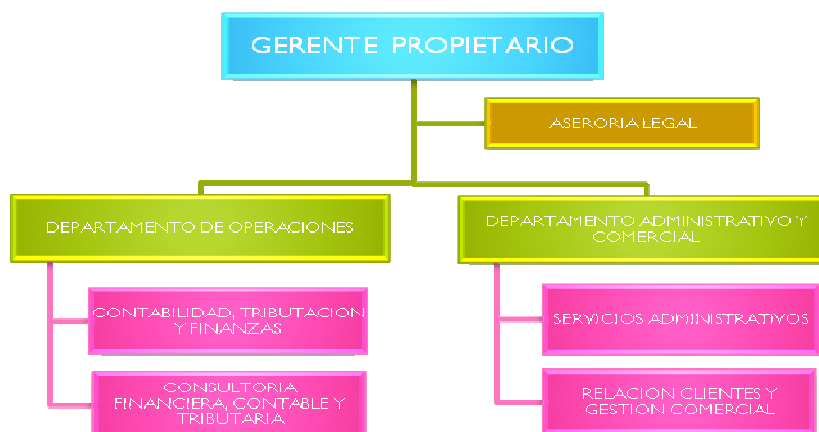 GERENTE PROPIETARIO
ASERORIA LEGAL
DEPARTAMENTO DE OPERACIONES
DEPARTAMENTO ADMINISTRATIVO Y
COMERCIAL
CONTABILIDAD, TRIBUTACION
Y FINANZAS
SERVICIOS ADMINISTRATIVOS
CONSULTORIA
FINANCIERA, CONTABLE Y
TRIBUTARIA
RELACION CLIENTES Y
GESTION COMERCIAL